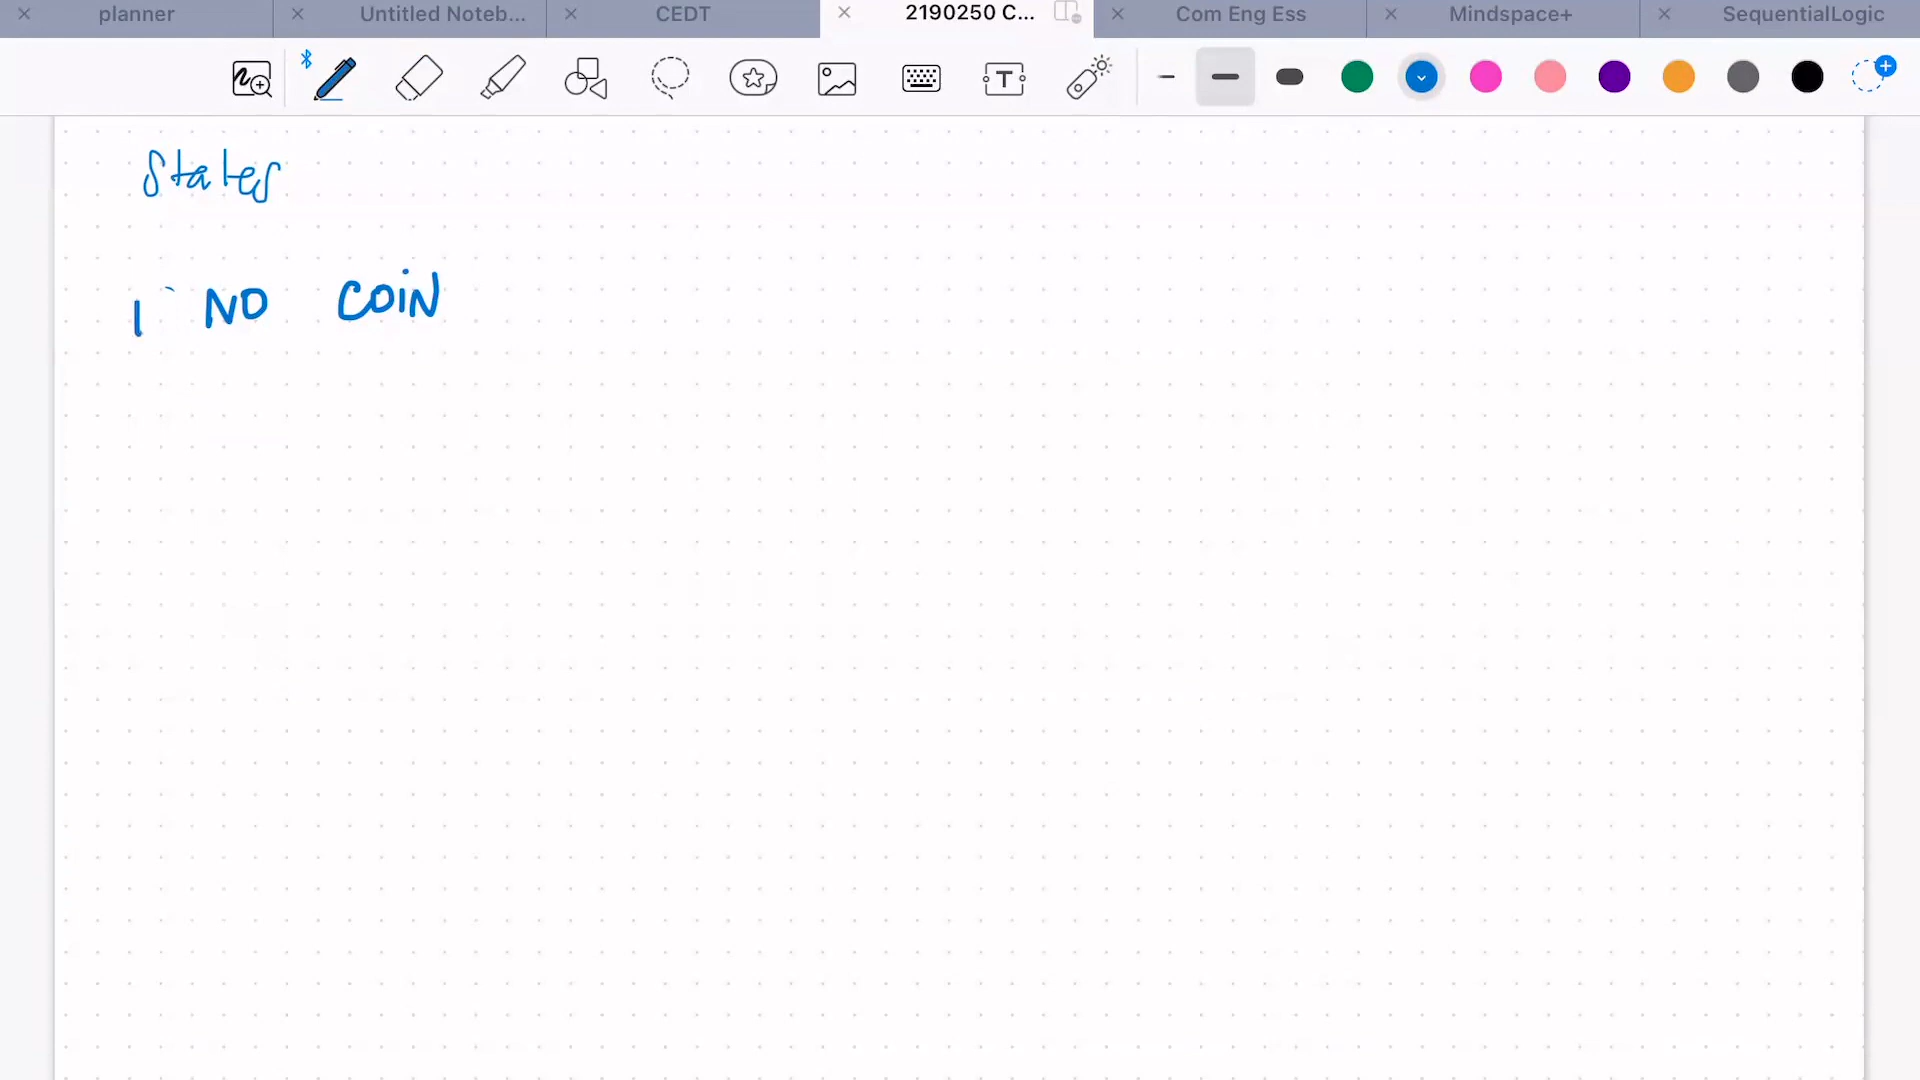 planner Untitled Noteb... CEDT 2190250 C... Com Eng Ess Mindspace+ SequentialLogic
T
States
1 NO COIN